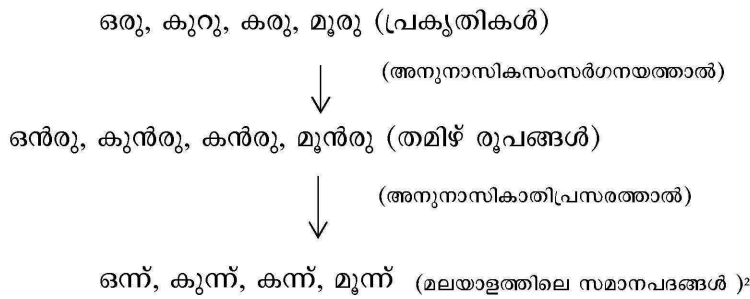 ഒരു, കുറു, കരു, മൂരു (പ്രകൃതികൾ)
(അനുനാസികസംസർഗനയത്താൽ)
ഒൻരു, കുൻരു, കൻരു, മൂൻരു (തമിഴ് രൂപങ്ങൾ)
(അനുനാസികാതിപ്രസരത്താൽ)
ഒന്ന്, കുന്ന്, കന്ന്, മൂന്ന് (മലയാളത്തിലെ സമാനപദങ്ങൾ )²